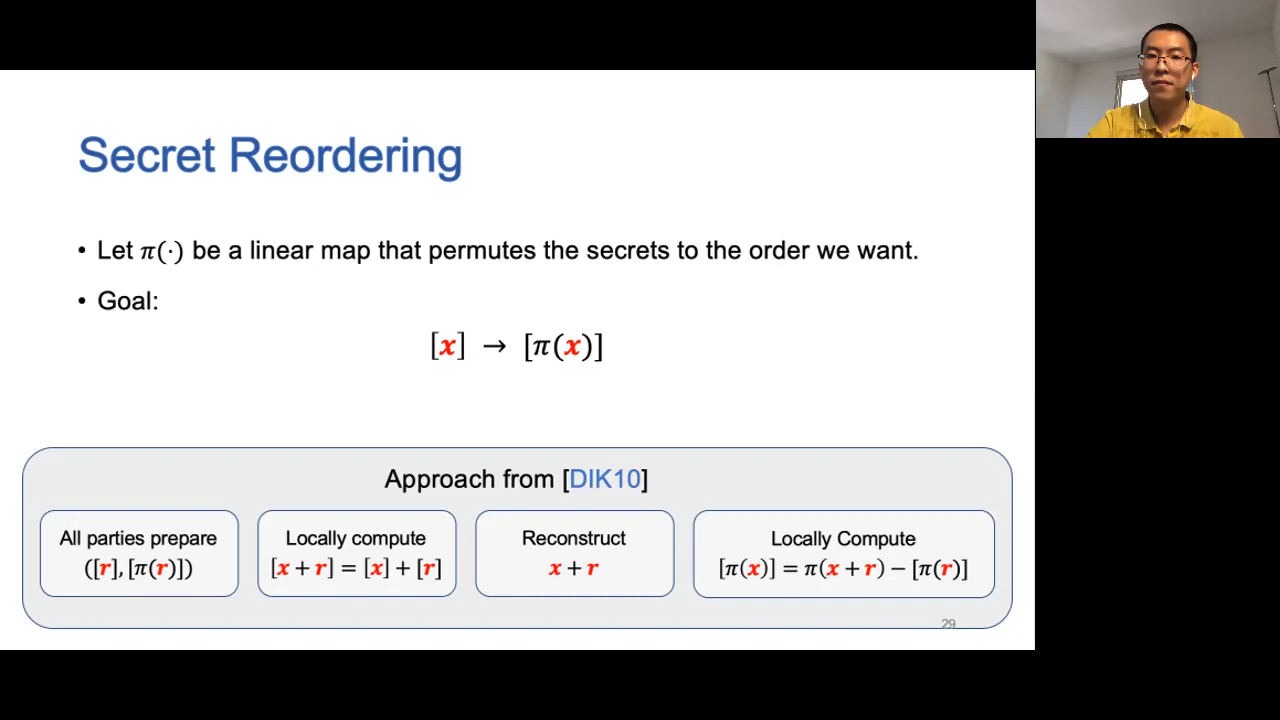 Secret Reordering
• Let π(·) be a linear map that permutes the secrets to the order we want.
• Goal:
[x] → [π(x)]
Approach from [DIK10]
All parties prepare
([r], [π(r)])
Locally compute
[x + r] = [x] + [r]
Reconstruct
x + r
Locally Compute
[π(x)] = π(x + r) − [π(r)]
29